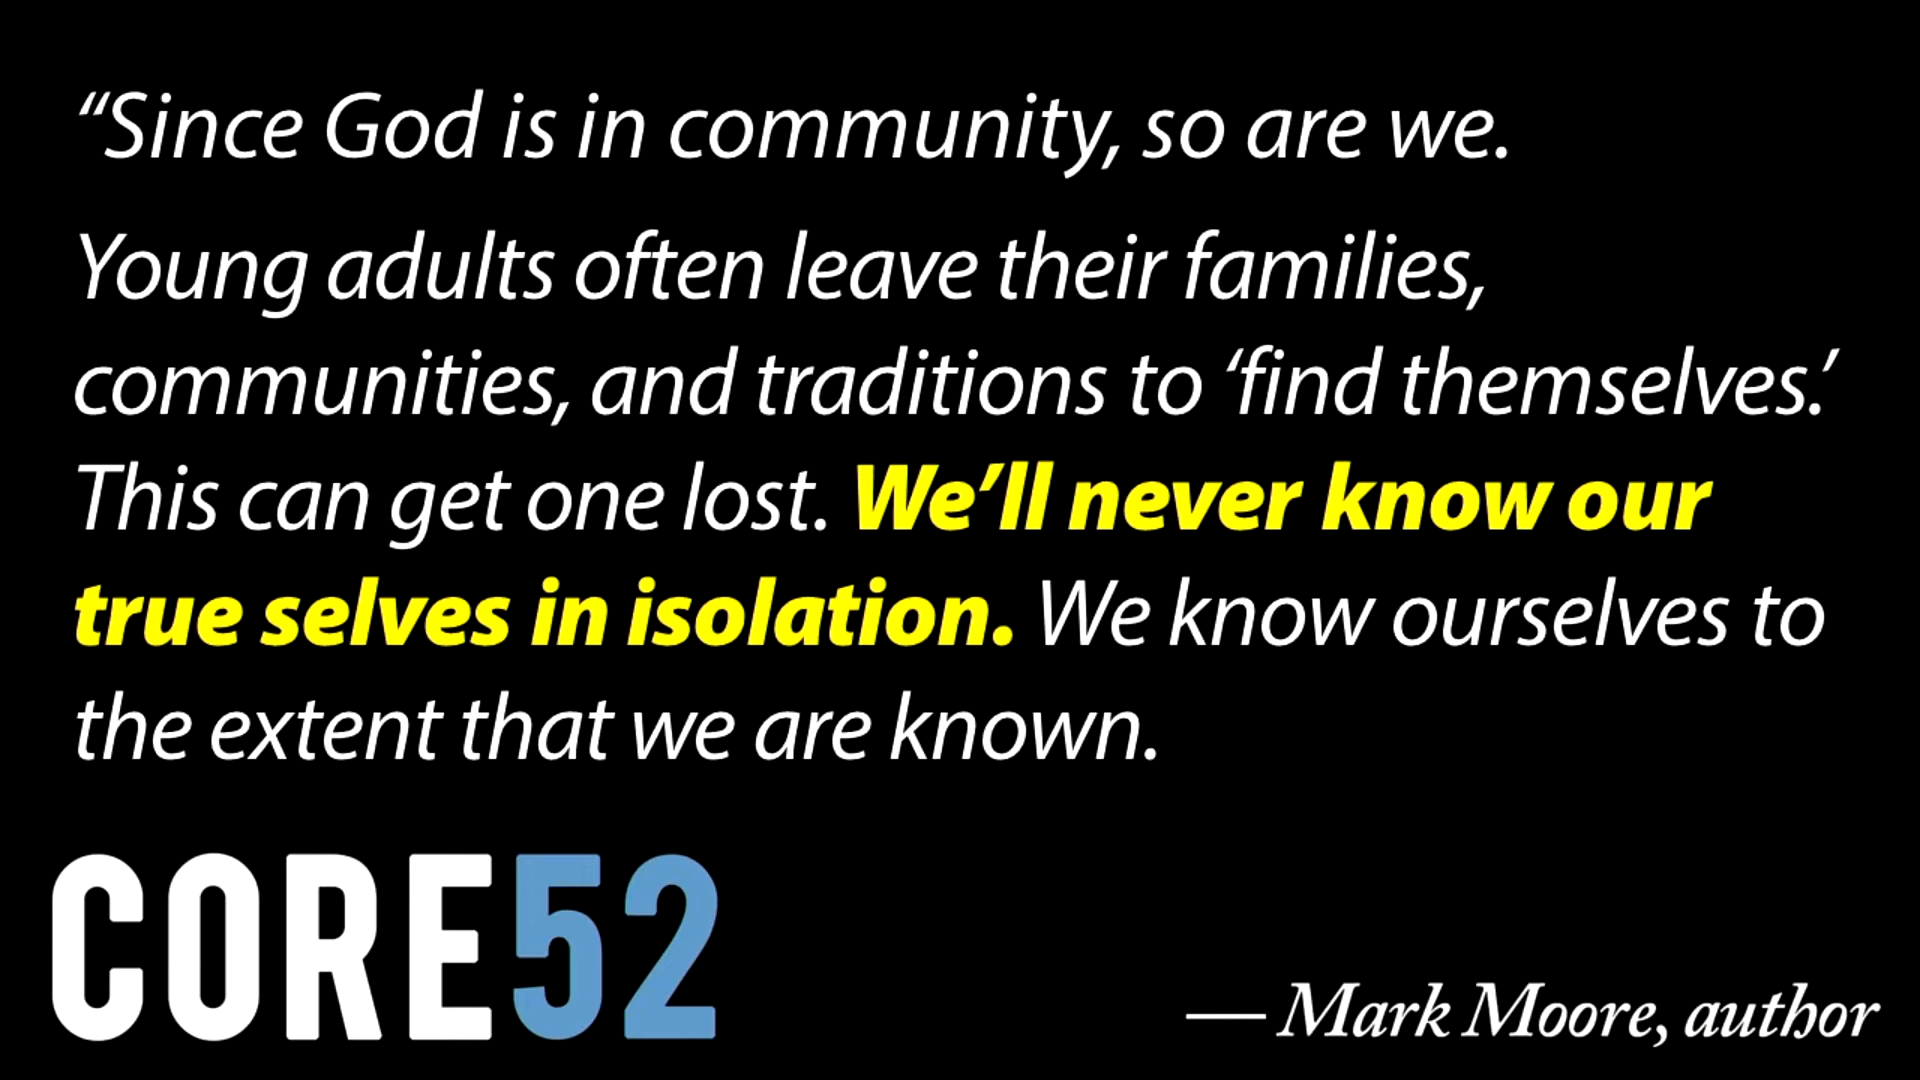 “Since God is in community, so are we.
Young adults often leave their families,
communities, and traditions to ‘find themselves.’
This can get one lost. We’ll never know our
true selves in isolation. We know ourselves to
the extent that we are known.
CORE52
— Mark Moore, author